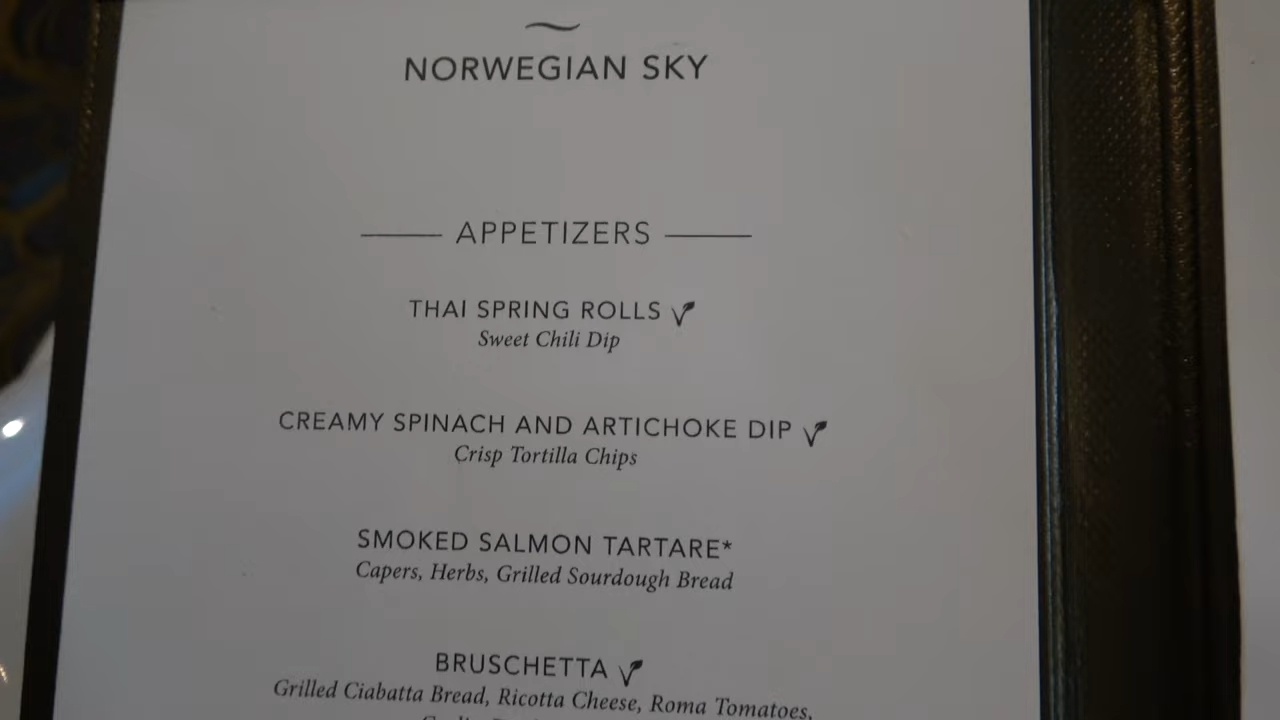 NORWEGIAN SKY
APPETIZERS
THAI SPRING ROLLS
Sweet Chili Dip
CREAMY SPINACH AND ARTICHOKE DIP
Crisp Tortilla Chips
SMOKED SALMON TARTARE*
Capers, Herbs, Grilled Sourdough Bread
BRUSCHETTA
Grilled Ciabatta Bread, Ricotta Cheese, Roma Tomatoes,